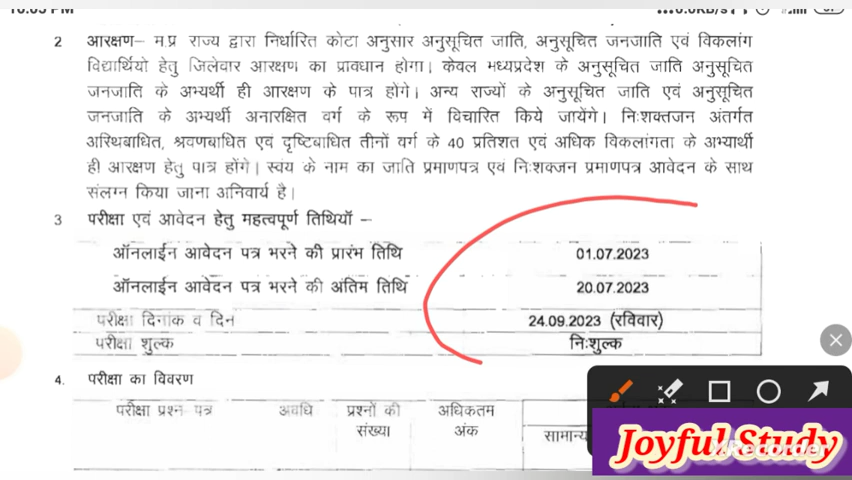 10:05 PM
2 आरक्षण– म.प्र राज्य द्वारा निर्धारित कोटा अनुसार अनुसूचित जाति, अनुसूचित जनजाति एवं विकलांग
विद्यार्थियो हेतु जिलेवार आरक्षण का प्रावधान होगा। केवल मध्यप्रदेश के अनुसूचित जाति अनुसूचित
जनजाति के अभ्यर्थी ही आरक्षण के पात्र होंगे। अन्य राज्यों के अनुसूचित जाति एवं अनुसूचित
जनजाति के अभ्यर्थी अनारक्षित वर्ग के रूप में विचारित किये जायेंगे। निःशक्तजन अंतर्गत
अस्थिबाधित, श्रवणबाधित एवं दृष्टिबाधित तीनों वर्ग के 40 प्रतिशत एवं अधिक विकलांगता के अभ्यार्थी
ही आरक्षण हेतु पात्र होंगे। स्वंय के नाम का जाति प्रमाणपत्र एवं निःशक्जन प्रमाणपत्र आवेदन के साथ
संलग्न किया जाना अनिवार्य है।
3 परीक्षा एवं आवेदन हेतु महत्वपूर्ण तिथियॉ –
ऑनलाईन आवेदन पत्र भरने की प्रारंभ तिथि 01.07.2023
ऑनलाईन आवेदन पत्र भरने की अंतिम तिथि 20.07.2023
परीक्षा दिनांक व दिन 24.09.2023 (रविवार)
परीक्षा शुल्क निःशुल्क
4. परीक्षा का विवरण
परीक्षा प्रश्न पत्र अवधि प्रश्नों की अधिकतम
संख्या अंक सामान्य
Joyful Study